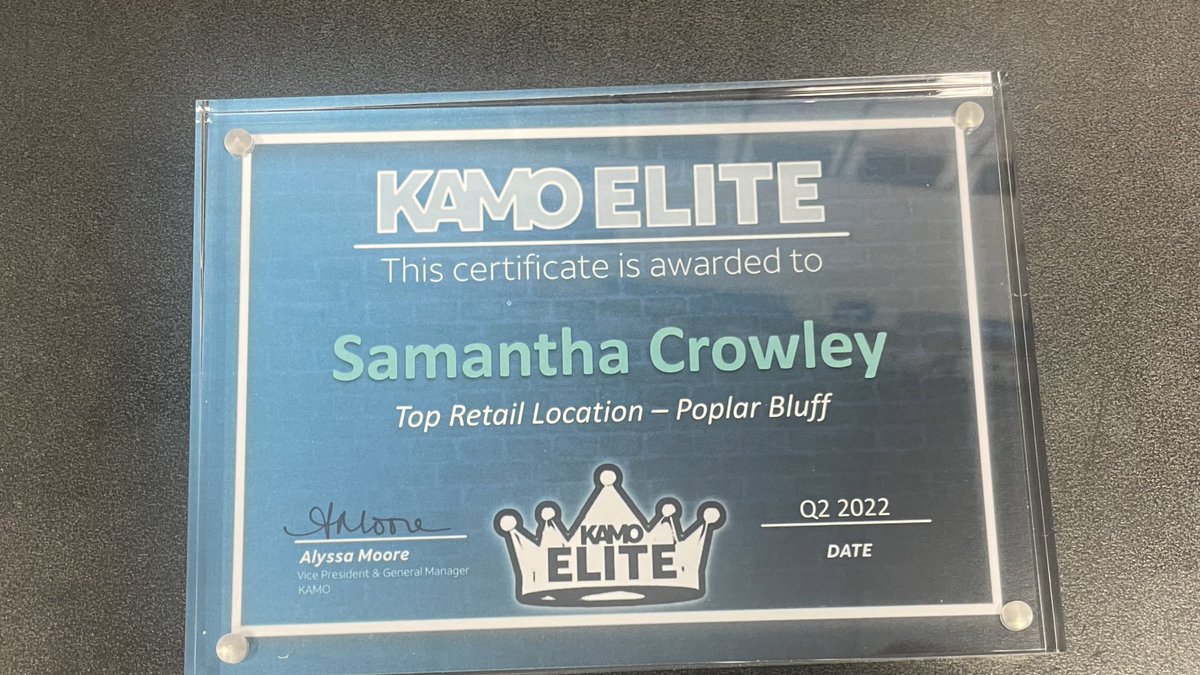 KAMO ELITE
This certificate is awarded to
Samantha Crowley
Top Retail Location – Poplar Bluff
AMoore
Alyssa Moore
Vice President & General Manager
KAMO
KAMO
ELITE
Q2 2022
DATE